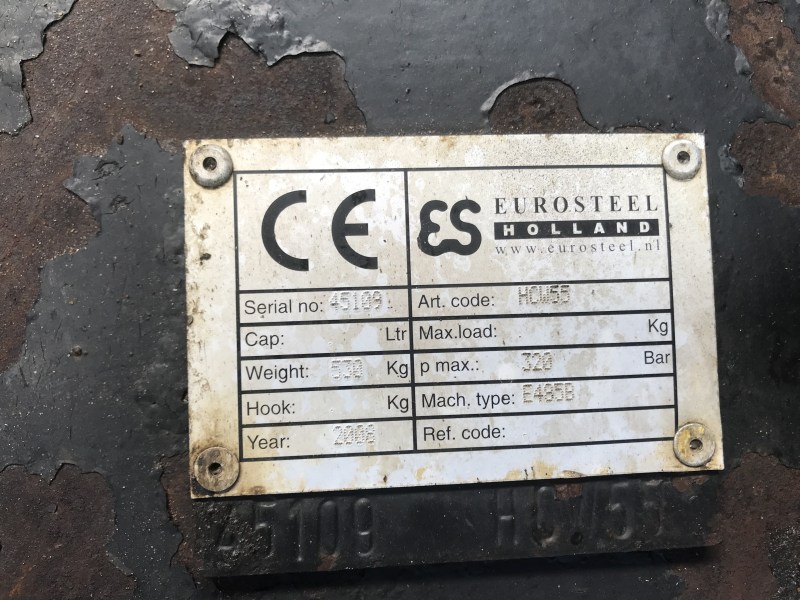 CE
ES EUROSTEEL
HOLLAND
www.eurosteel.nl
Serial no: 45109. Art. code: HCW55
Cap: Ltr Max.load: Kg
Weight: 530 Kg p max.: 320 Bar
Hook: Kg Mach. type: E485B
Year: 2008 Ref. code:
45109 HCW55